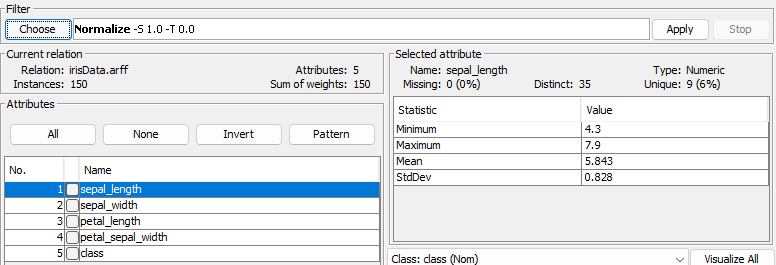 Filter
Choose Normalize -S 1.0 -T 0.0 Apply Stop
Current relation
Relation: irisData.arff Attributes: 5
Instances: 150 Sum of weights: 150
Attributes
All None Invert Pattern
No. Name
1 sepal_length
2 sepal_width
3 petal_length
4 petal_sepal_width
5 class
Selected attribute
Name: sepal_length Type: Numeric
Missing: 0 (0%) Distinct: 35 Unique: 9 (6%)
Statistic Value
Minimum 4.3
Maximum 7.9
Mean 5.843
StdDev 0.828
Class: class (Nom) Visualize All